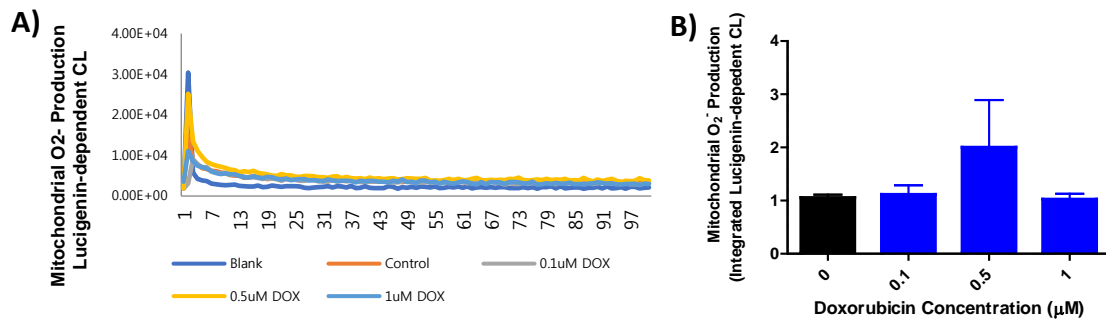 A)
Mitochondrial O2- Production
Lucigenin-dependent CL
4.00E+04
3.00E+04
2.00E+04
1.00E+04
0.00E+00
1 7 13 19 25 31 37 43 49 55 61 67 73 79 85 91 97
Blank Control 0.1uM DOX
0.5uM DOX 1uM DOX
B)
Mitochondrial O₂⁻ Production
(Integrated Lucigenin-depedent CL)
4
3
2
1
0
0 0.1 0.5 1
Doxorubicin Concentration (μM)